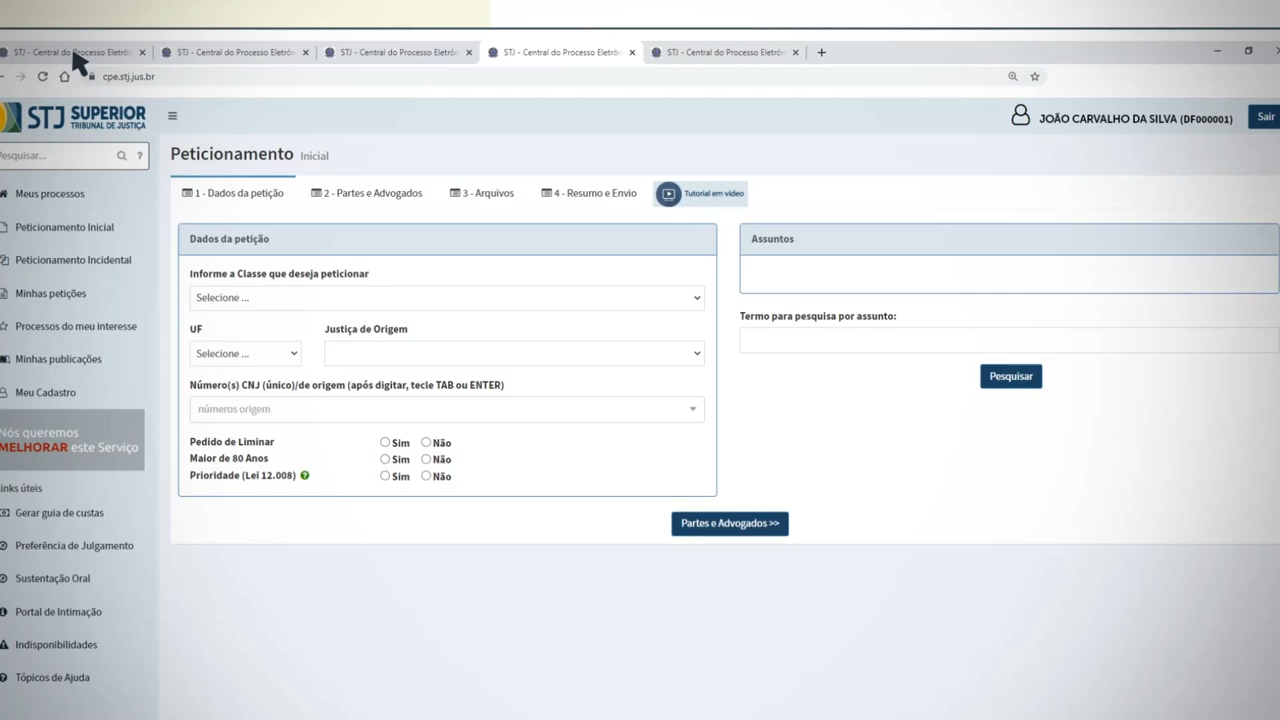 STJ - Central do Processo Eletrôn
STJ - Central do Processo Eletrôn
STJ - Central do Processo Eletrôn
STJ - Central do Processo Eletrôn
STJ - Central do Processo Eletrôn
cpe.stj.jus.br
STJ SUPERIOR
TRIBUNAL DE JUSTIÇA
JOÃO CARVALHO DA SILVA (DF000001)
Sair
Pesquisar...
?
Peticionamento Inicial
1 - Dados da petição
2 - Partes e Advogados
3 - Arquivos
4 - Resumo e Envio
Tutorial em vídeo
Meus processos
Peticionamento Inicial
Peticionamento Incidental
Minhas petições
Processos do meu interesse
Minhas publicações
Meu Cadastro
Nós queremos
MELHORAR este Serviço
inks úteis
Gerar guia de custas
Preferência de Julgamento
Sustentação Oral
Portal de Intimação
Indisponibilidades
Tópicos de Ajuda
Dados da petição
Informe a Classe que deseja peticionar
Selecione ...
UF
Justiça de Origem
Selecione ...
Número(s) CNJ (único)/de origem (após digitar, tecle TAB ou ENTER)
números origem
Pedido de Liminar Sim Não
Maior de 80 Anos Sim Não
Prioridade (Lei 12.008) ? Sim Não
Assuntos
Termo para pesquisa por assunto:
Pesquisar
Partes e Advogados >>